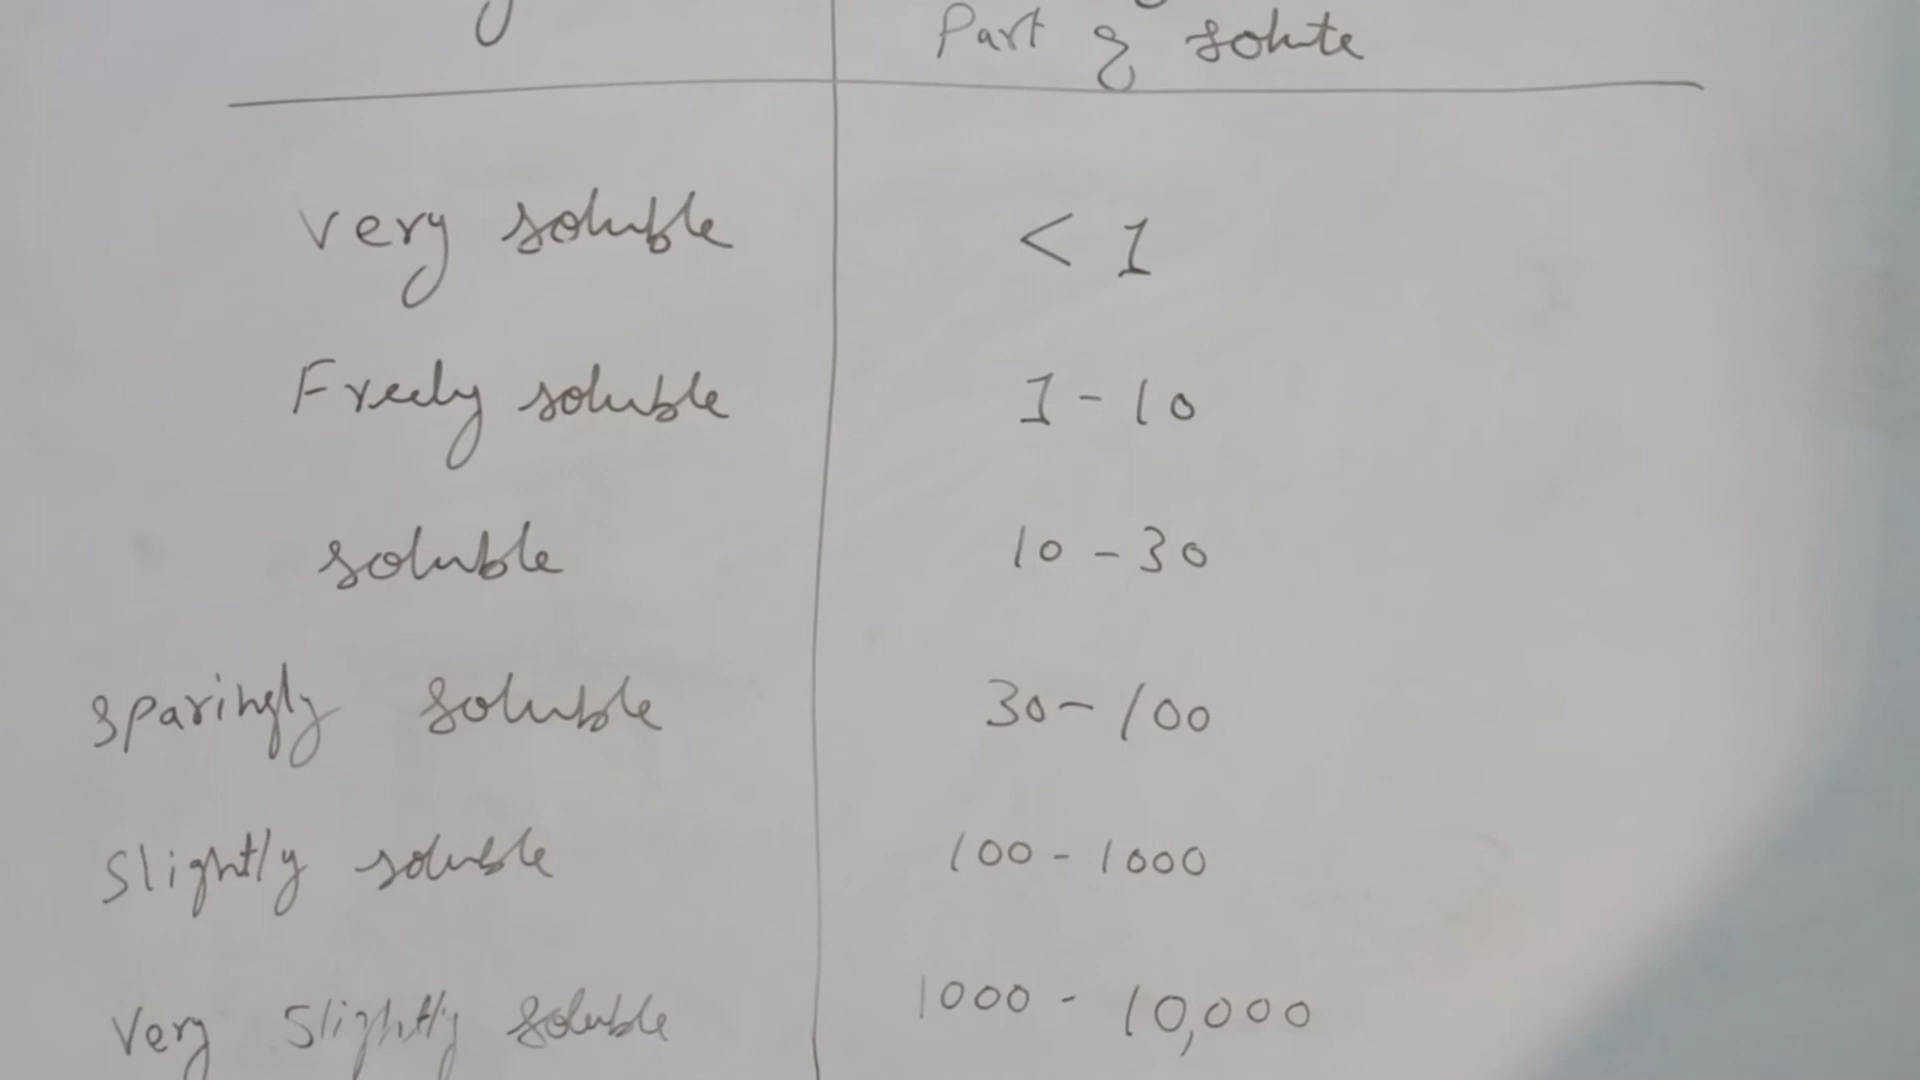 Part of solute
very soluble < 1
Freely soluble 1-10
soluble 10-30
sparingly soluble 30-100
Slightly soluble 100-1000
Very Slightly soluble 1000-10,000